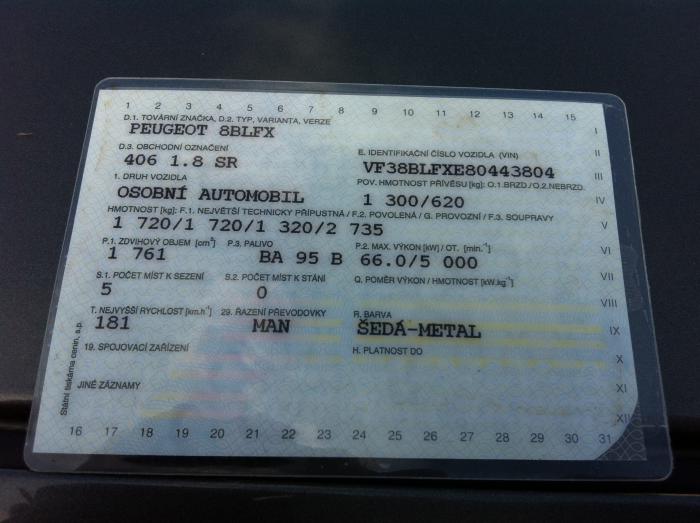 1 2 3 4 5 6 7 8 9 10 11 12 13 14 15
D.1. TOVÁRNÍ ZNAČKA, D.2. TYP, VARIANTA, VERZE I
PEUGEOT 8BLFX
D.3. OBCHODNÍ OZNAČENÍ E. IDENTIFIKAČNÍ ČÍSLO VOZIDLA (VIN) II
406 1.8 SR VF38BLFXE80443804
1. DRUH VOZIDLA POV. HMOTNOST PŘÍVĚSU [kg]: O.1.BRZD./O.2.NEBRZD. III
OSOBNÍ AUTOMOBIL 1 300/620 IV
HMOTNOST [kg]: F.1. NEJVĚTŠÍ TECHNICKY PŘÍPUSTNÁ / F.2. POVOLENÁ / G. PROVOZNÍ / F.3. SOUPRAVY
1 720/1 720/1 320/2 735 V
P.1. ZDVIHOVÝ OBJEM [cm³] P.3. PALIVO P.2. MAX. VÝKON [kW] / OT. [min.⁻¹] VI
1 761 BA 95 B 66.0/5 000
S.1. POČET MÍST K SEZENÍ S.2. POČET MÍST K STÁNÍ Q. POMĚR VÝKON / HMOTNOST [kW.kg⁻¹] VII
5 0 VIII
T. NEJVYŠŠÍ RYCHLOST [km.h⁻¹] 29. ŘAZENÍ PŘEVODOVKY R. BARVA
181 MAN ŠEDÁ-METAL IX
19. SPOJOVACÍ ZAŘÍZENÍ H. PLATNOST DO X
JINÉ ZÁZNAMY XI
XII
Státní tiskárna cenin, s.p.
16 17 18 19 20 21 22 23 24 25 26 27 28 29 30 31